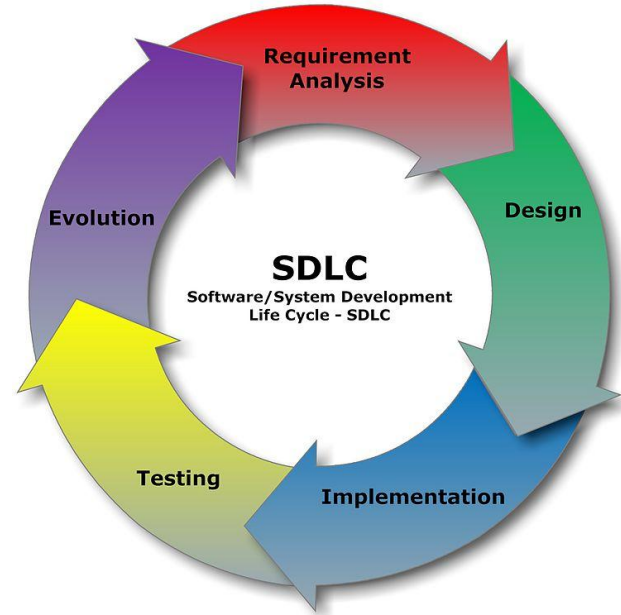 Requirement
Analysis
Design
Implementation
Testing
Evolution
SDLC
Software/System Development
Life Cycle - SDLC